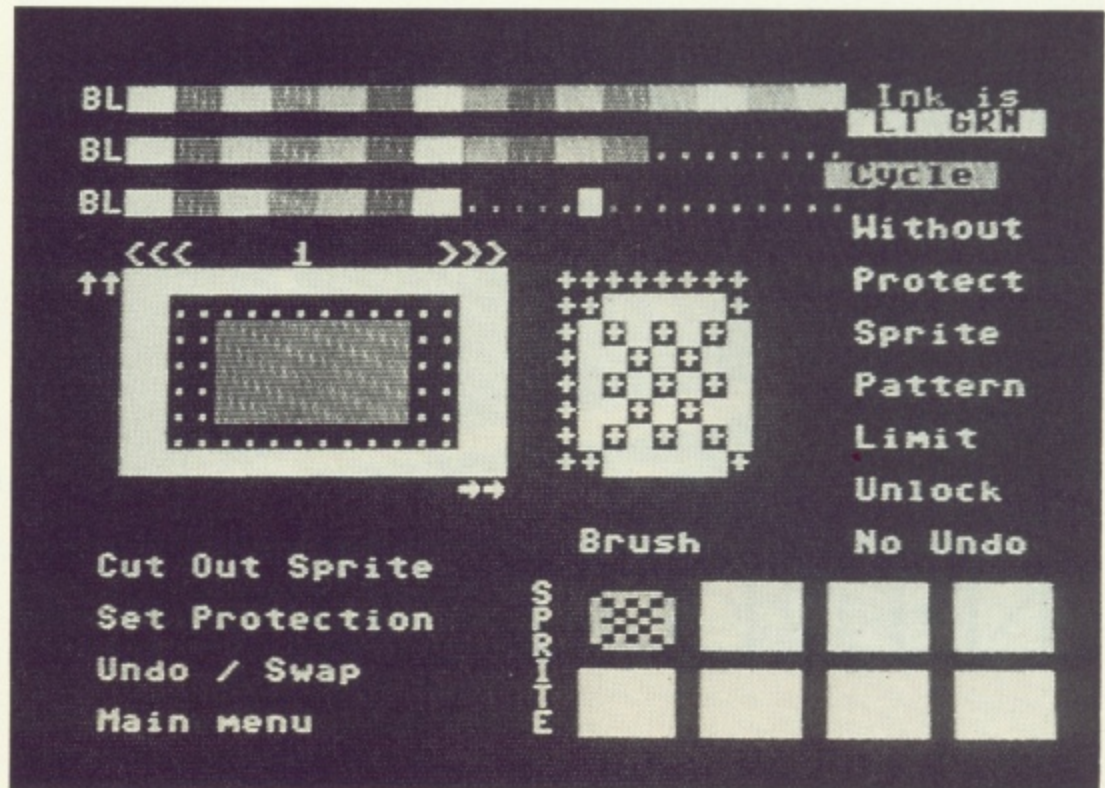 BL
Ink is
LT GRN
BL
Cycle
BL
Without
<<< 1 >>>
Protect
Sprite
Pattern
Limit
Unlock
No Undo
Brush
Cut Out Sprite
Set Protection
Undo / Swap
Main menu
SPRITE